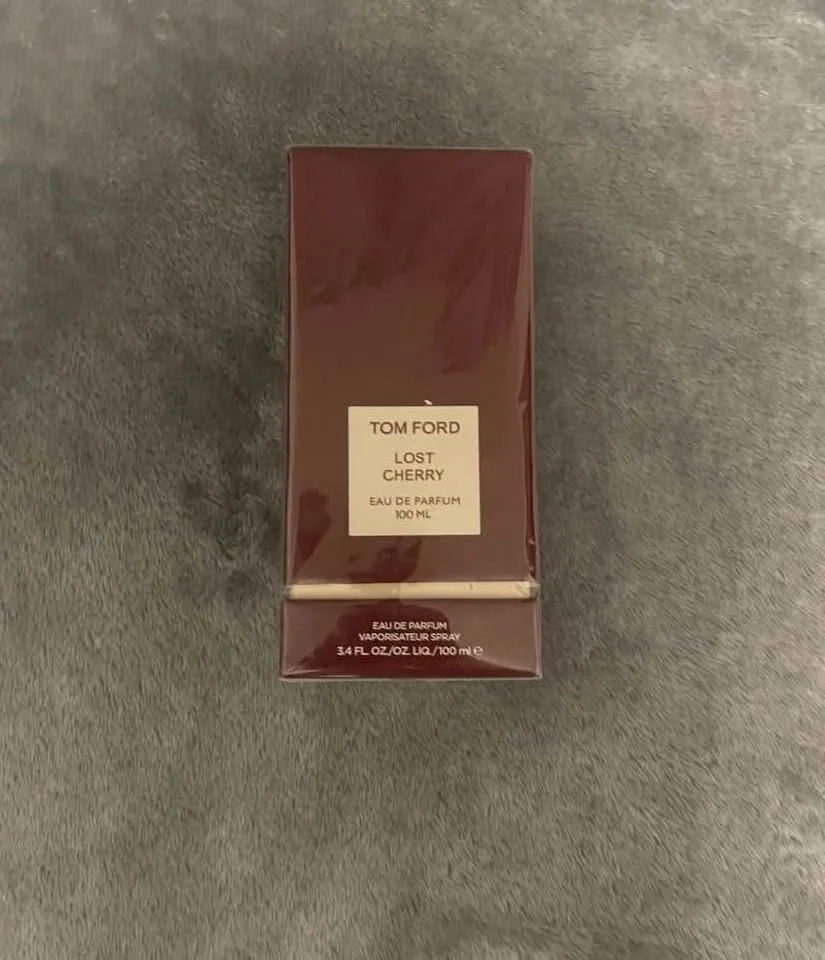 TOM FORD
LOST
CHERRY
EAU DE PARFUM
100 ML
EAU DE PARFUM
VAPORISATEUR SPRAY
3.4 FL. OZ./OZ. LIQ./100 ml ℮